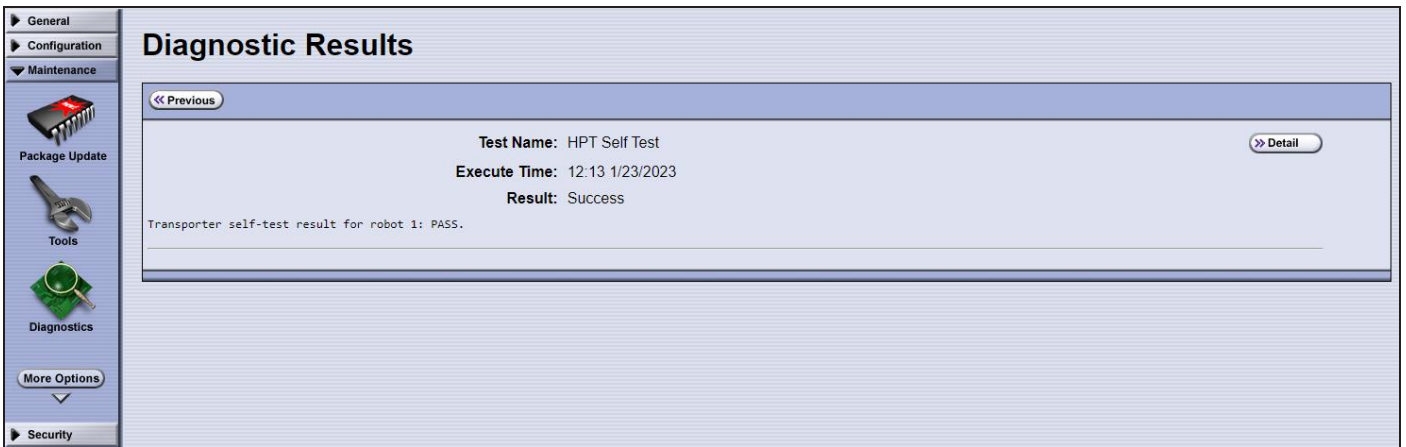 General
Configuration
Maintenance
Package Update
Tools
Diagnostics
More Options
Security
Diagnostic Results
Previous
Test Name: HPT Self Test
Detail
Execute Time: 12:13 1/23/2023
Result: Success
Transporter self-test result for robot 1: PASS.